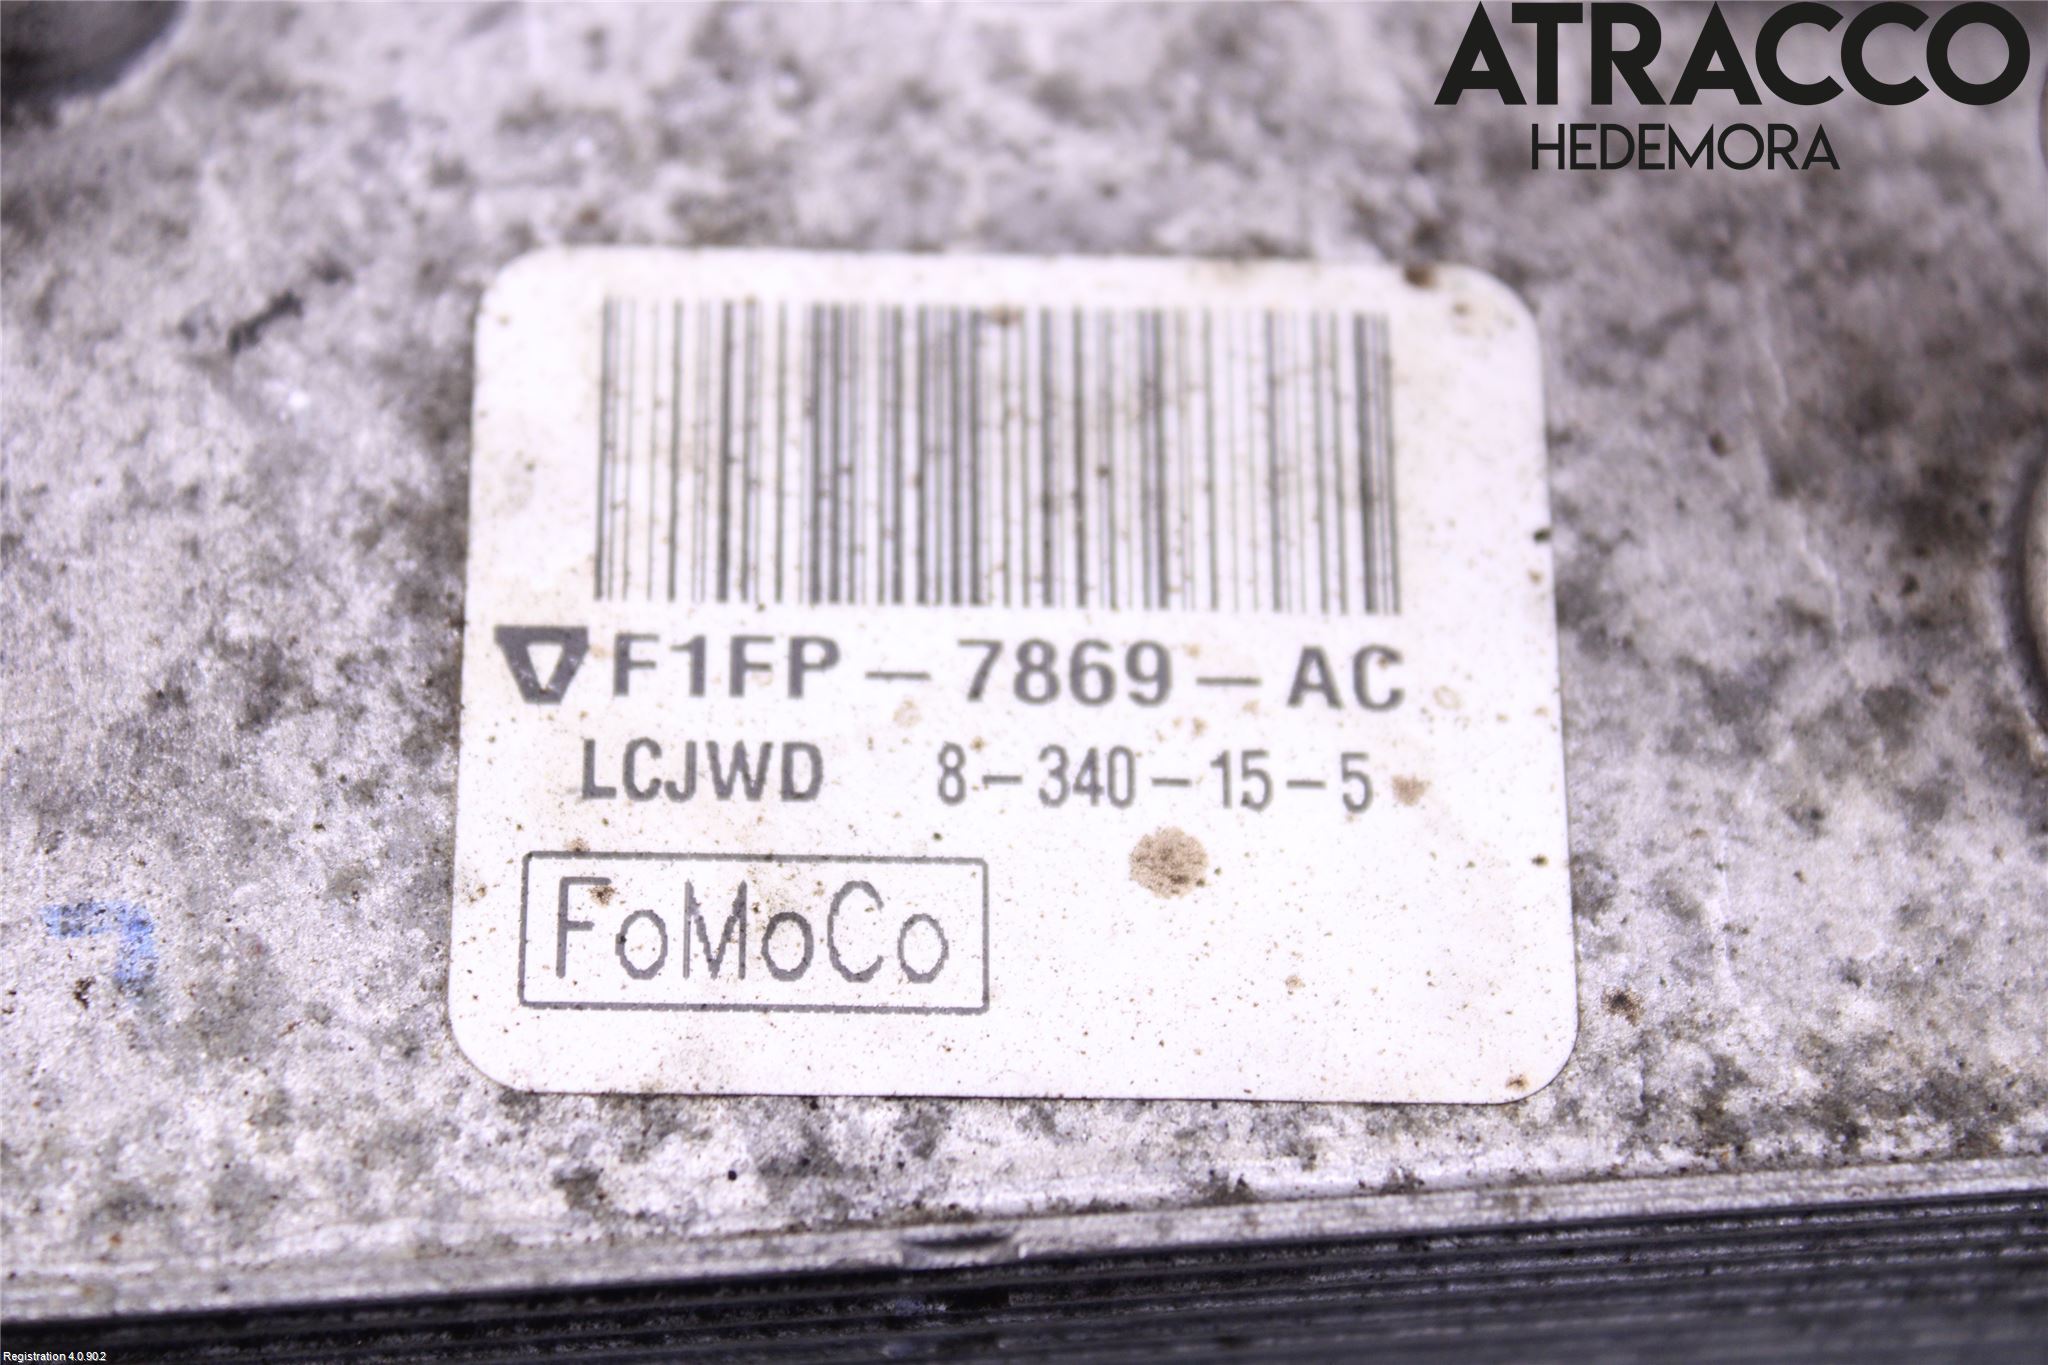 ATRACCO
HEDEMORA
F1FP - 7869 - AC
LCJWD 8-340-15-5
FoMoCo
Registration 4.0.90.2